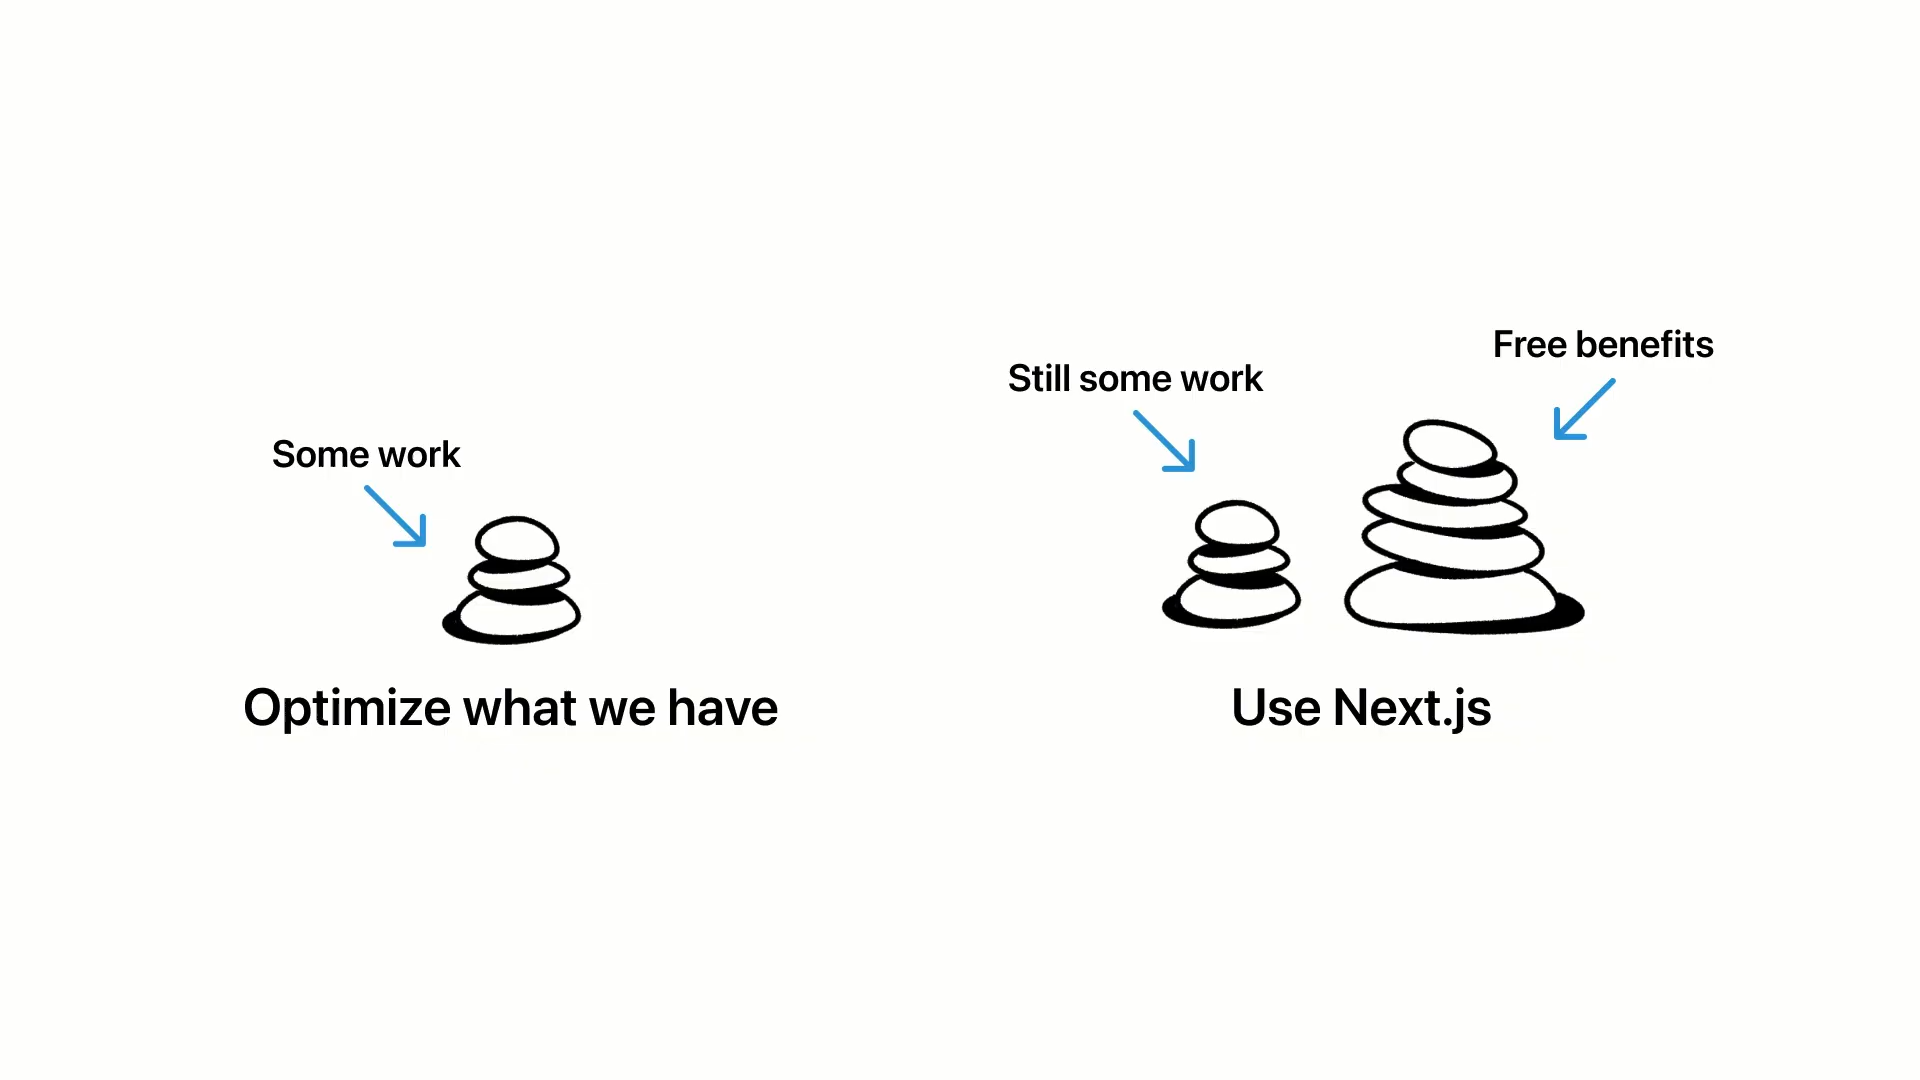 Some work
Optimize what we have
Still some work
Free benefits
Use Next.js